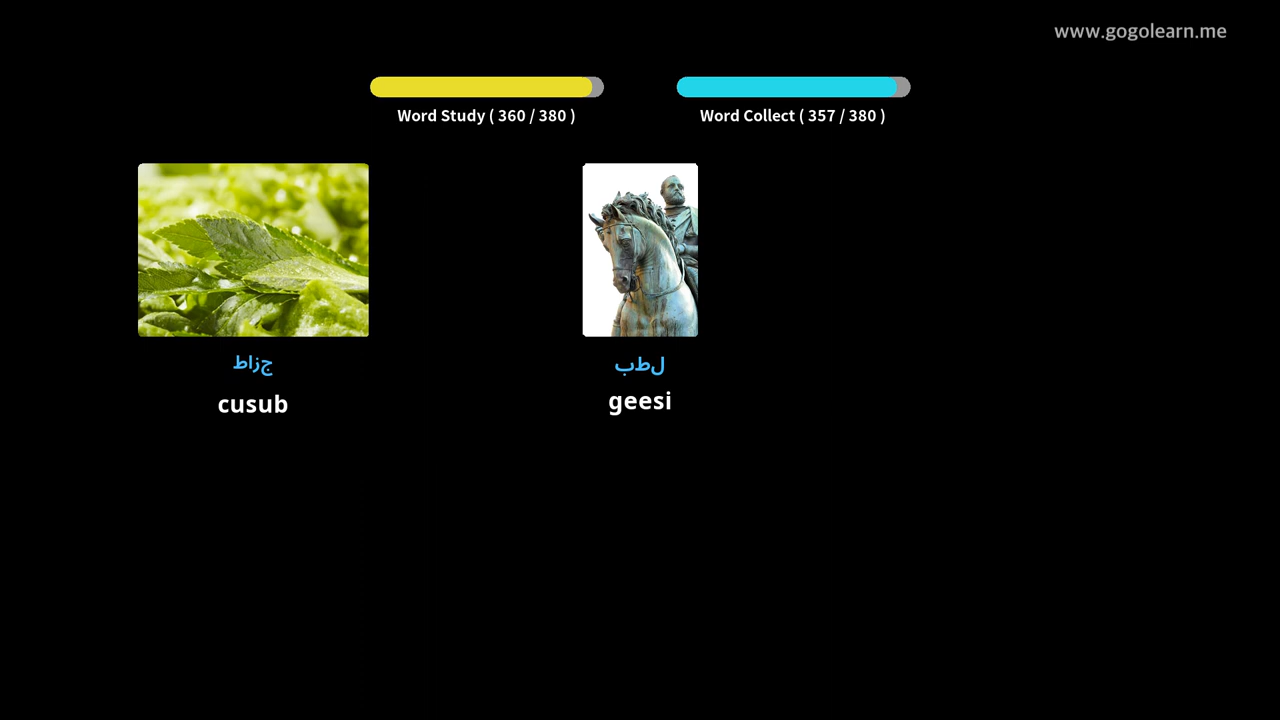 www.gogolearn.me
Word Study ( 360 / 380 )
Word Collect ( 357 / 380 )
جزاط
cusub
لطب
geesi